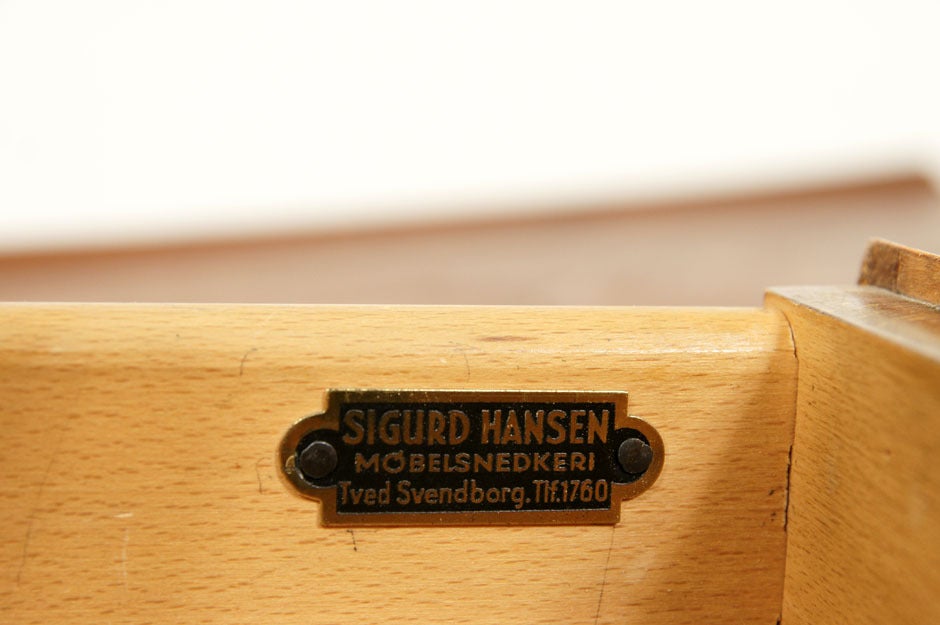 SIGURD HANSEN
MØBELSNEDKERI
Tved Svendborg. Tlf. 1760